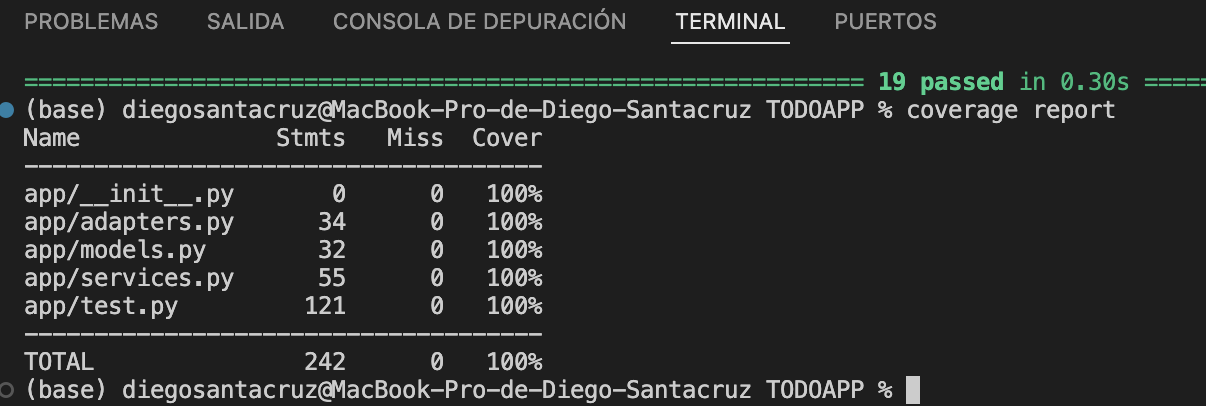 PROBLEMAS SALIDA CONSOLA DE DEPURACIÓN TERMINAL PUERTOS
============================================================ 19 passed in 0.30s =====
(base) diegosantacruz@MacBook-Pro-de-Diego-Santacruz TODOAPP % coverage report
Name Stmts Miss Cover
-------------------------------------
app/__init__.py 0 0 100%
app/adapters.py 34 0 100%
app/models.py 32 0 100%
app/services.py 55 0 100%
app/test.py 121 0 100%
-------------------------------------
TOTAL 242 0 100%
(base) diegosantacruz@MacBook-Pro-de-Diego-Santacruz TODOAPP %